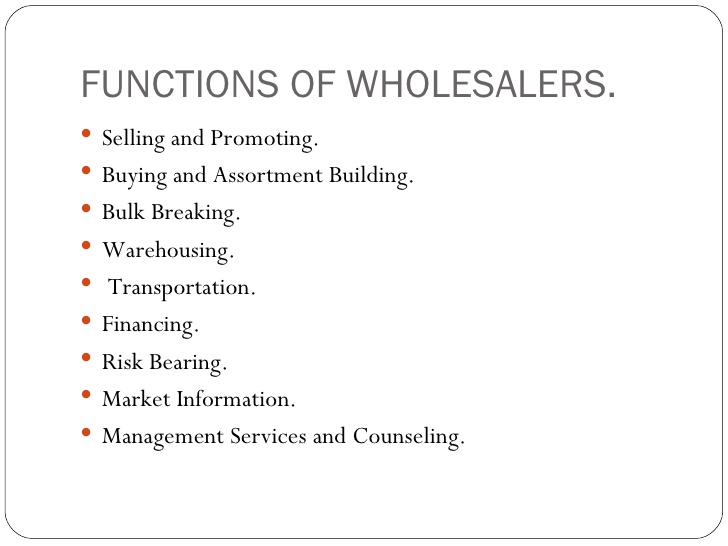 FUNCTIONS OF WHOLESALERS.
• Selling and Promoting.
• Buying and Assortment Building.
• Bulk Breaking.
• Warehousing.
• Transportation.
• Financing.
• Risk Bearing.
• Market Information.
• Management Services and Counseling.